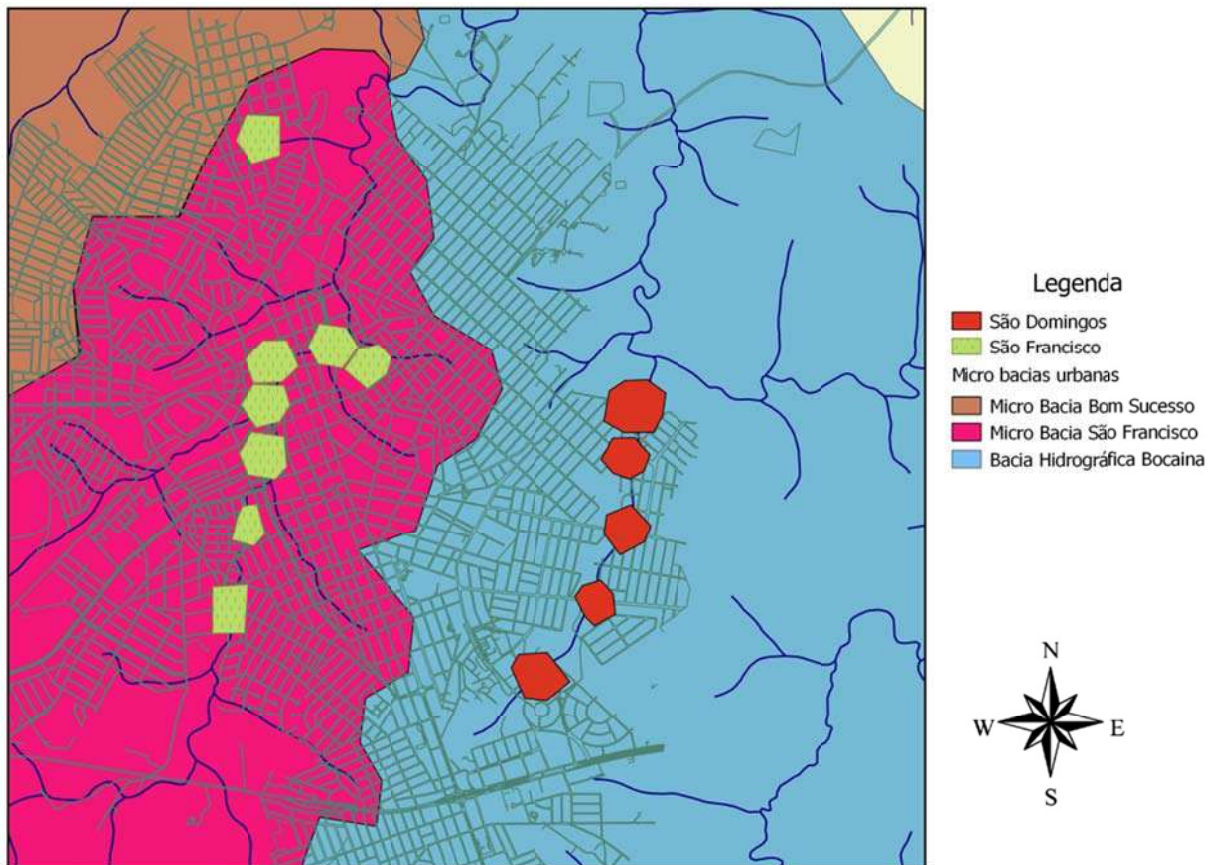 Legenda
São Domingos
São Francisco
Micro bacias urbanas
Micro Bacia Bom Sucesso
Micro Bacia São Francisco
Bacia Hidrográfica Bocaina
N
W
E
S